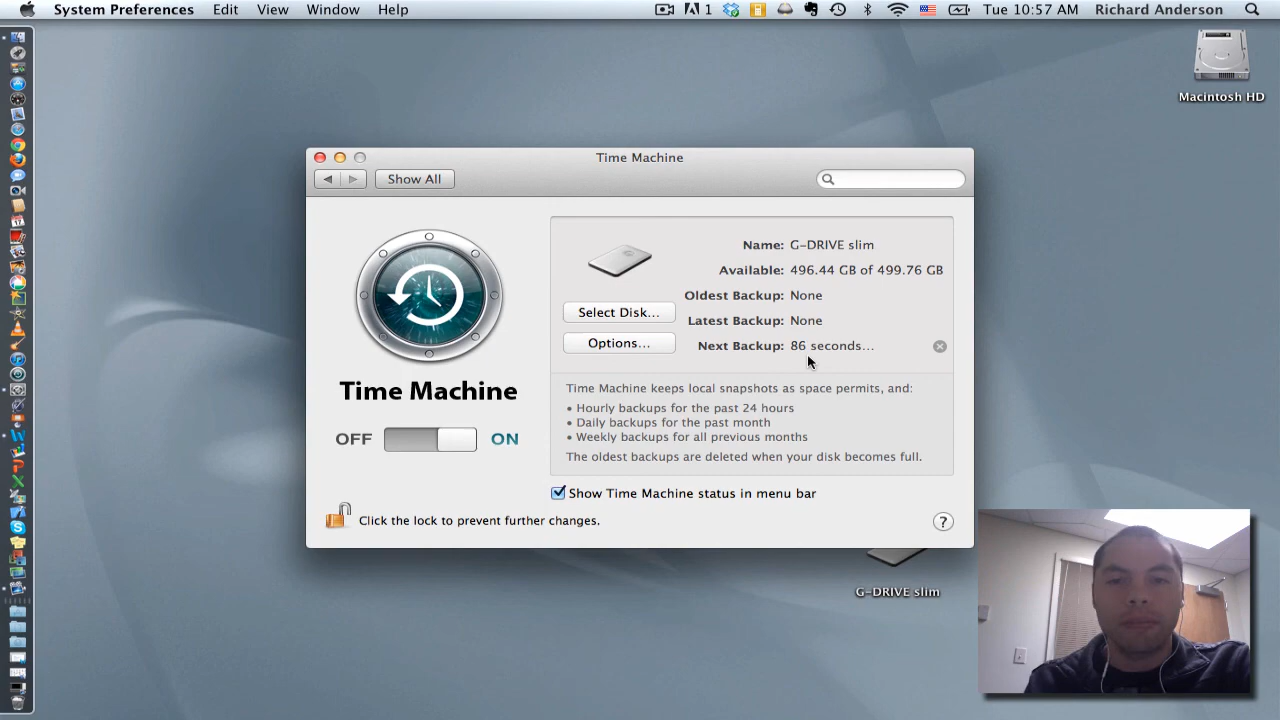 System Preferences Edit View Window Help 1 Tue 10:57 AM Richard Anderson
Macintosh HD
Time Machine
Show All
Name: G-DRIVE slim
Available: 496.44 GB of 499.76 GB
Oldest Backup: None
Select Disk...
Latest Backup: None
Options...
Next Backup: 86 seconds...
Time Machine
Time Machine keeps local snapshots as space permits, and:
• Hourly backups for the past 24 hours
• Daily backups for the past month
• Weekly backups for all previous months
The oldest backups are deleted when your disk becomes full.
OFF ON
Show Time Machine status in menu bar
Click the lock to prevent further changes. ?
G-DRIVE slim